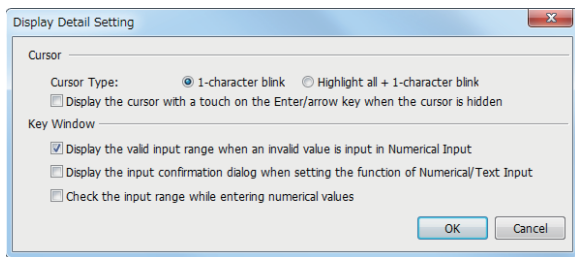 Display Detail Setting
Cursor
Cursor Type: 1-character blink Highlight all + 1-character blink
Display the cursor with a touch on the Enter/arrow key when the cursor is hidden
Key Window
Display the valid input range when an invalid value is input in Numerical Input
Display the input confirmation dialog when setting the function of Numerical/Text Input
Check the input range while entering numerical values
OK Cancel